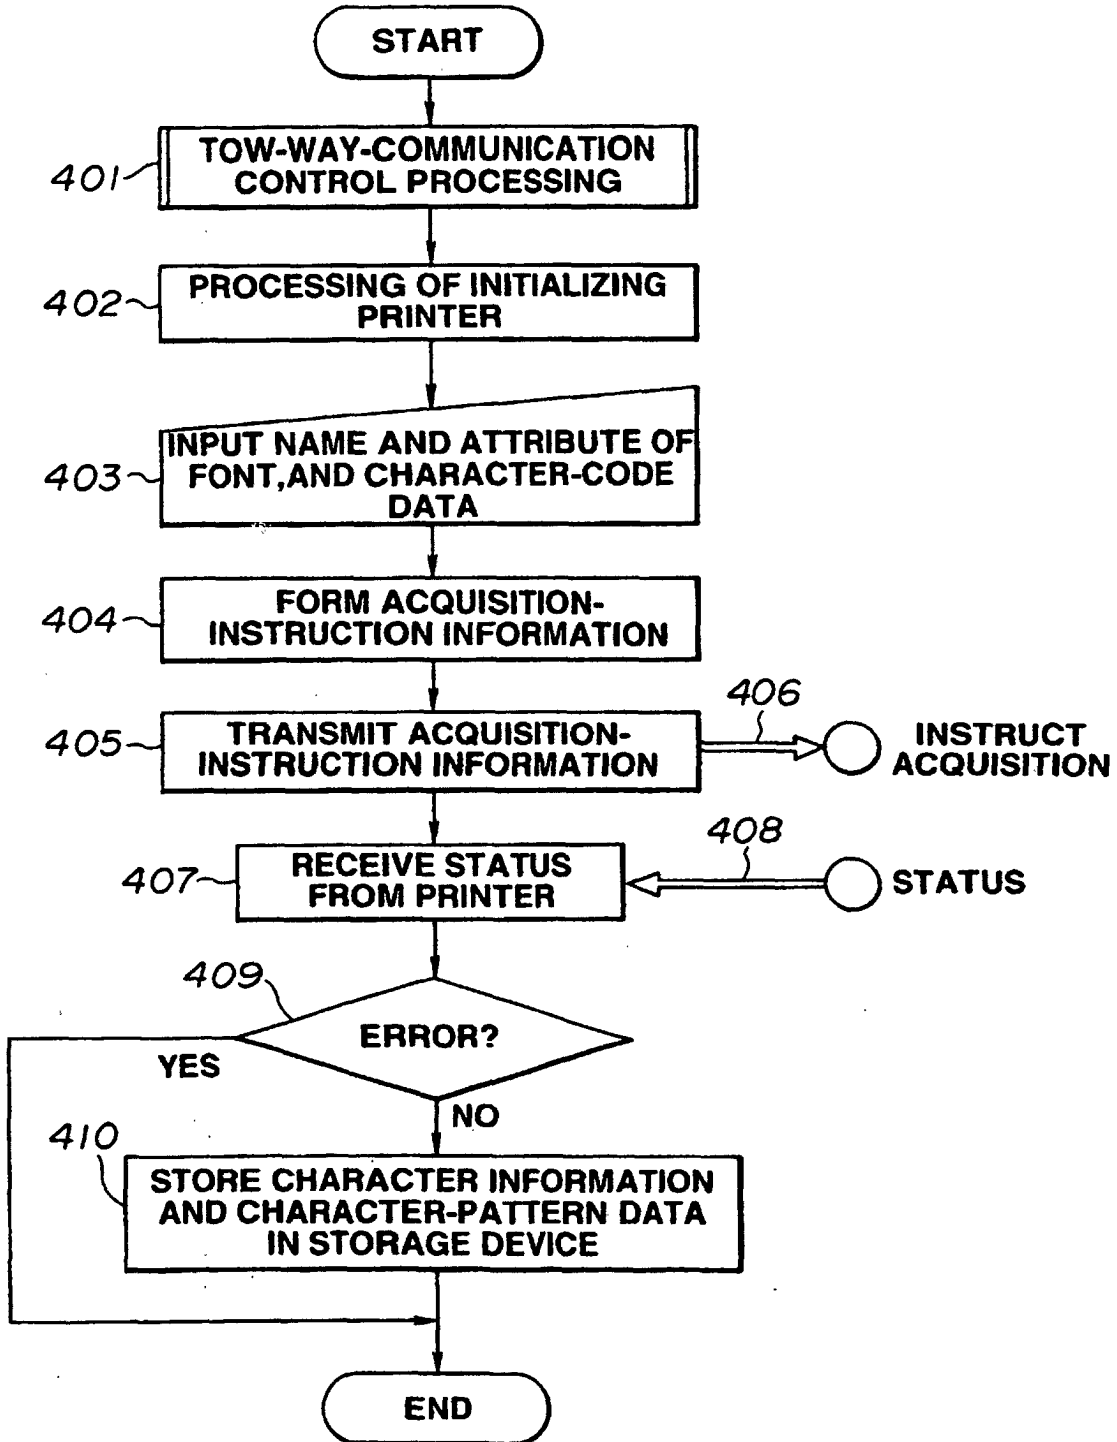 START
401
TOW-WAY-COMMUNICATION
CONTROL PROCESSING
402
PROCESSING OF INITIALIZING
PRINTER
403
INPUT NAME AND ATTRIBUTE OF
FONT,AND CHARACTER-CODE
DATA
404
FORM ACQUISITION-
INSTRUCTION INFORMATION
405
TRANSMIT ACQUISITION-
INSTRUCTION INFORMATION
406
INSTRUCT
ACQUISITION
407
RECEIVE STATUS
FROM PRINTER
408
STATUS
409
ERROR?
YES
NO
410
STORE CHARACTER INFORMATION
AND CHARACTER-PATTERN DATA
IN STORAGE DEVICE
END